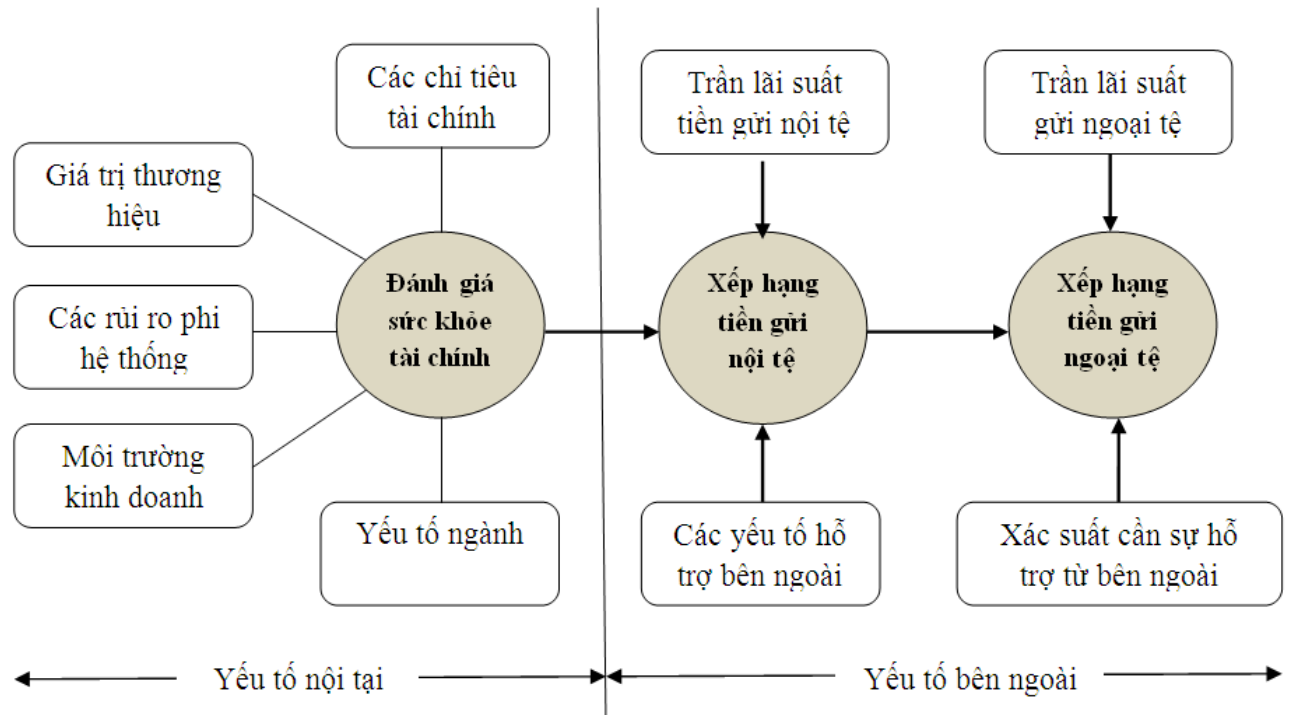 Các chỉ tiêu
tài chính
Trần lãi suất
tiền gửi nội tệ
Trần lãi suất
gửi ngoại tệ
Giá trị thương
hiệu
Các rủi ro phi
hệ thống
Môi trường
kinh doanh
Đánh giá
sức khỏe
tài chính
Xếp hạng
tiền gửi
nội tệ
Xếp hạng
tiền gửi
ngoại tệ
Yếu tố ngành
Các yếu tố hỗ
trợ bên ngoài
Xác suất cần sự hỗ
trợ từ bên ngoài
Yếu tố nội tại
Yếu tố bên ngoài